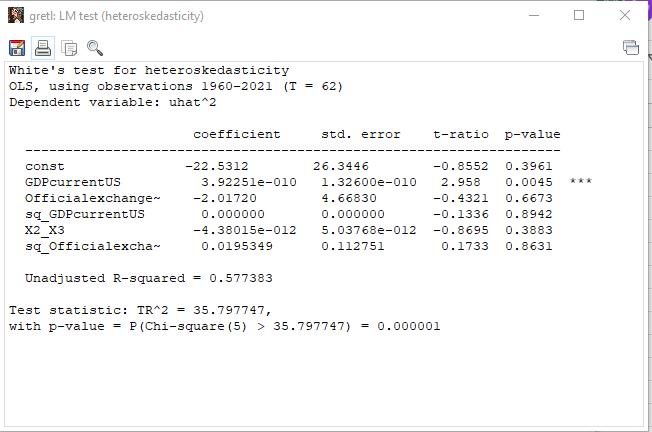 gretl: LM test (heteroskedasticity)
White's test for heteroskedasticity
OLS, using observations 1960-2021 (T = 62)
Dependent variable: uhat^2
coefficient std. error t-ratio p-value
---------------------------------------------------------------
const -22.5312 26.3446 -0.8552 0.3961
GDPcurrentUS 3.92251e-010 1.32600e-010 2.958 0.0045 ***
Officialexchange~ -2.01720 4.66830 -0.4321 0.6673
sq_GDPcurrentUS 0.000000 0.000000 -0.1336 0.8942
X2_X3 -4.38015e-012 5.03768e-012 -0.8695 0.3883
sq_Officialexcha~ 0.0195349 0.112751 0.1733 0.8631
Unadjusted R-squared = 0.577383
Test statistic: TR^2 = 35.797747,
with p-value = P(Chi-square(5) > 35.797747) = 0.000001